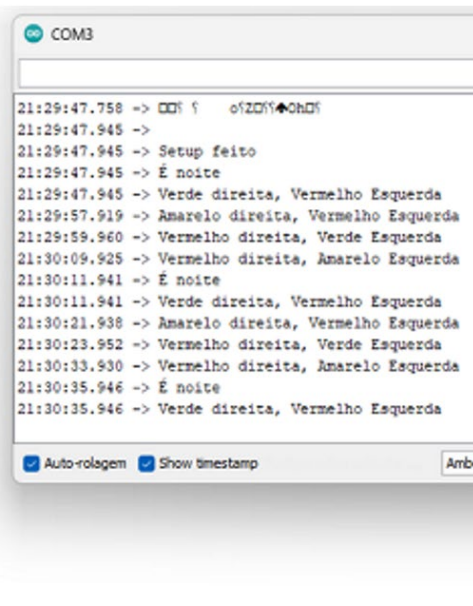 COM3
21:29:47.758 ->
21:29:47.945 ->
21:29:47.945 -> Setup feito
21:29:47.945 -> É noite
21:29:47.945 -> Verde direita, Vermelho Esquerda
21:29:57.919 -> Amarelo direita, Vermelho Esquerda
21:29:59.960 -> Vermelho direita, Verde Esquerda
21:30:09.925 -> Vermelho direita, Amarelo Esquerda
21:30:11.941 -> É noite
21:30:11.941 -> Verde direita, Vermelho Esquerda
21:30:21.938 -> Amarelo direita, Vermelho Esquerda
21:30:23.952 -> Vermelho direita, Verde Esquerda
21:30:33.930 -> Vermelho direita, Amarelo Esquerda
21:30:35.946 -> É noite
21:30:35.946 -> Verde direita, Vermelho Esquerda
Auto-rolagem Show timestamp Amb